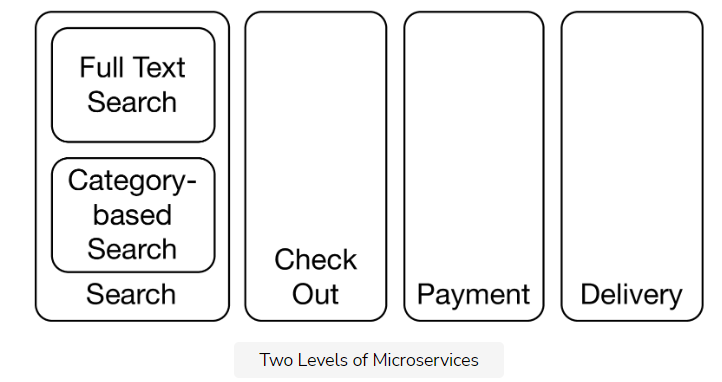 Full Text
Search
Category-
based
Search
Search
Check
Out
Payment
Delivery
Two Levels of Microservices